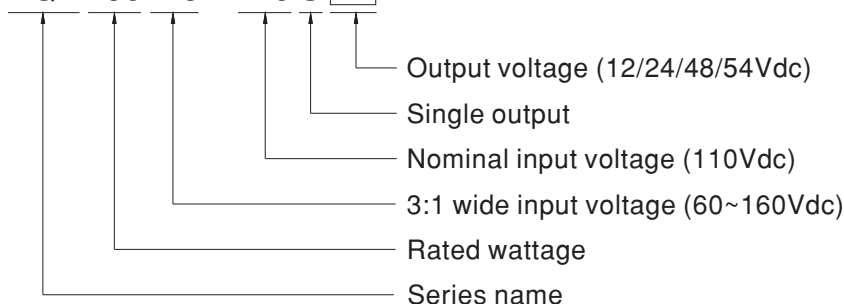 Output voltage (12/24/48/54Vdc)
Single output
Nominal input voltage (110Vdc)
3:1 wide input voltage (60~160Vdc)
Rated wattage
Series name